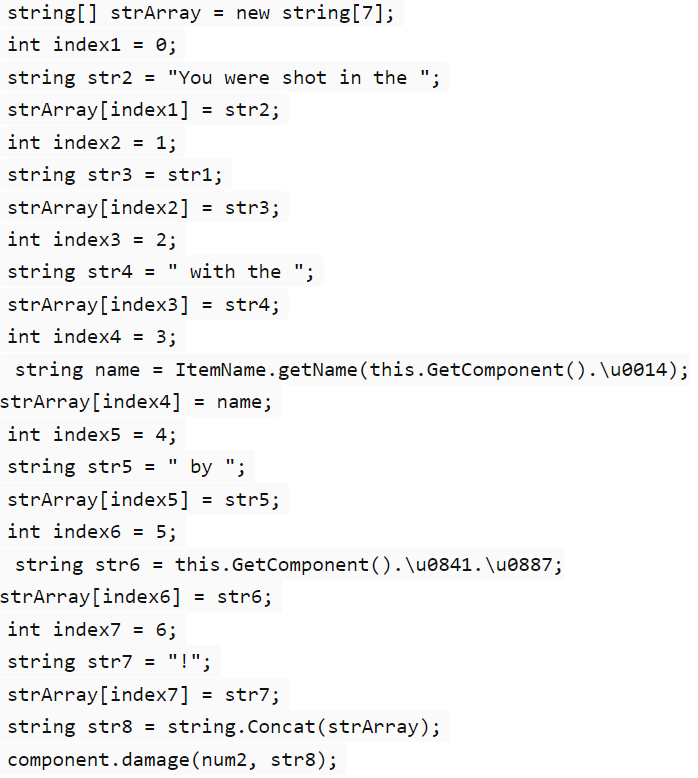 string[] strArray = new string[7];
int index1 = 0;
string str2 = "You were shot in the ";
strArray[index1] = str2;
int index2 = 1;
string str3 = str1;
strArray[index2] = str3;
int index3 = 2;
string str4 = " with the ";
strArray[index3] = str4;
int index4 = 3;
string name = ItemName.getName(this.GetComponent().\u0014);
strArray[index4] = name;
int index5 = 4;
string str5 = " by ";
strArray[index5] = str5;
int index6 = 5;
string str6 = this.GetComponent().\u0841.\u0887;
strArray[index6] = str6;
int index7 = 6;
string str7 = "!";
strArray[index7] = str7;
string str8 = string.Concat(strArray);
component.damage(num2, str8);